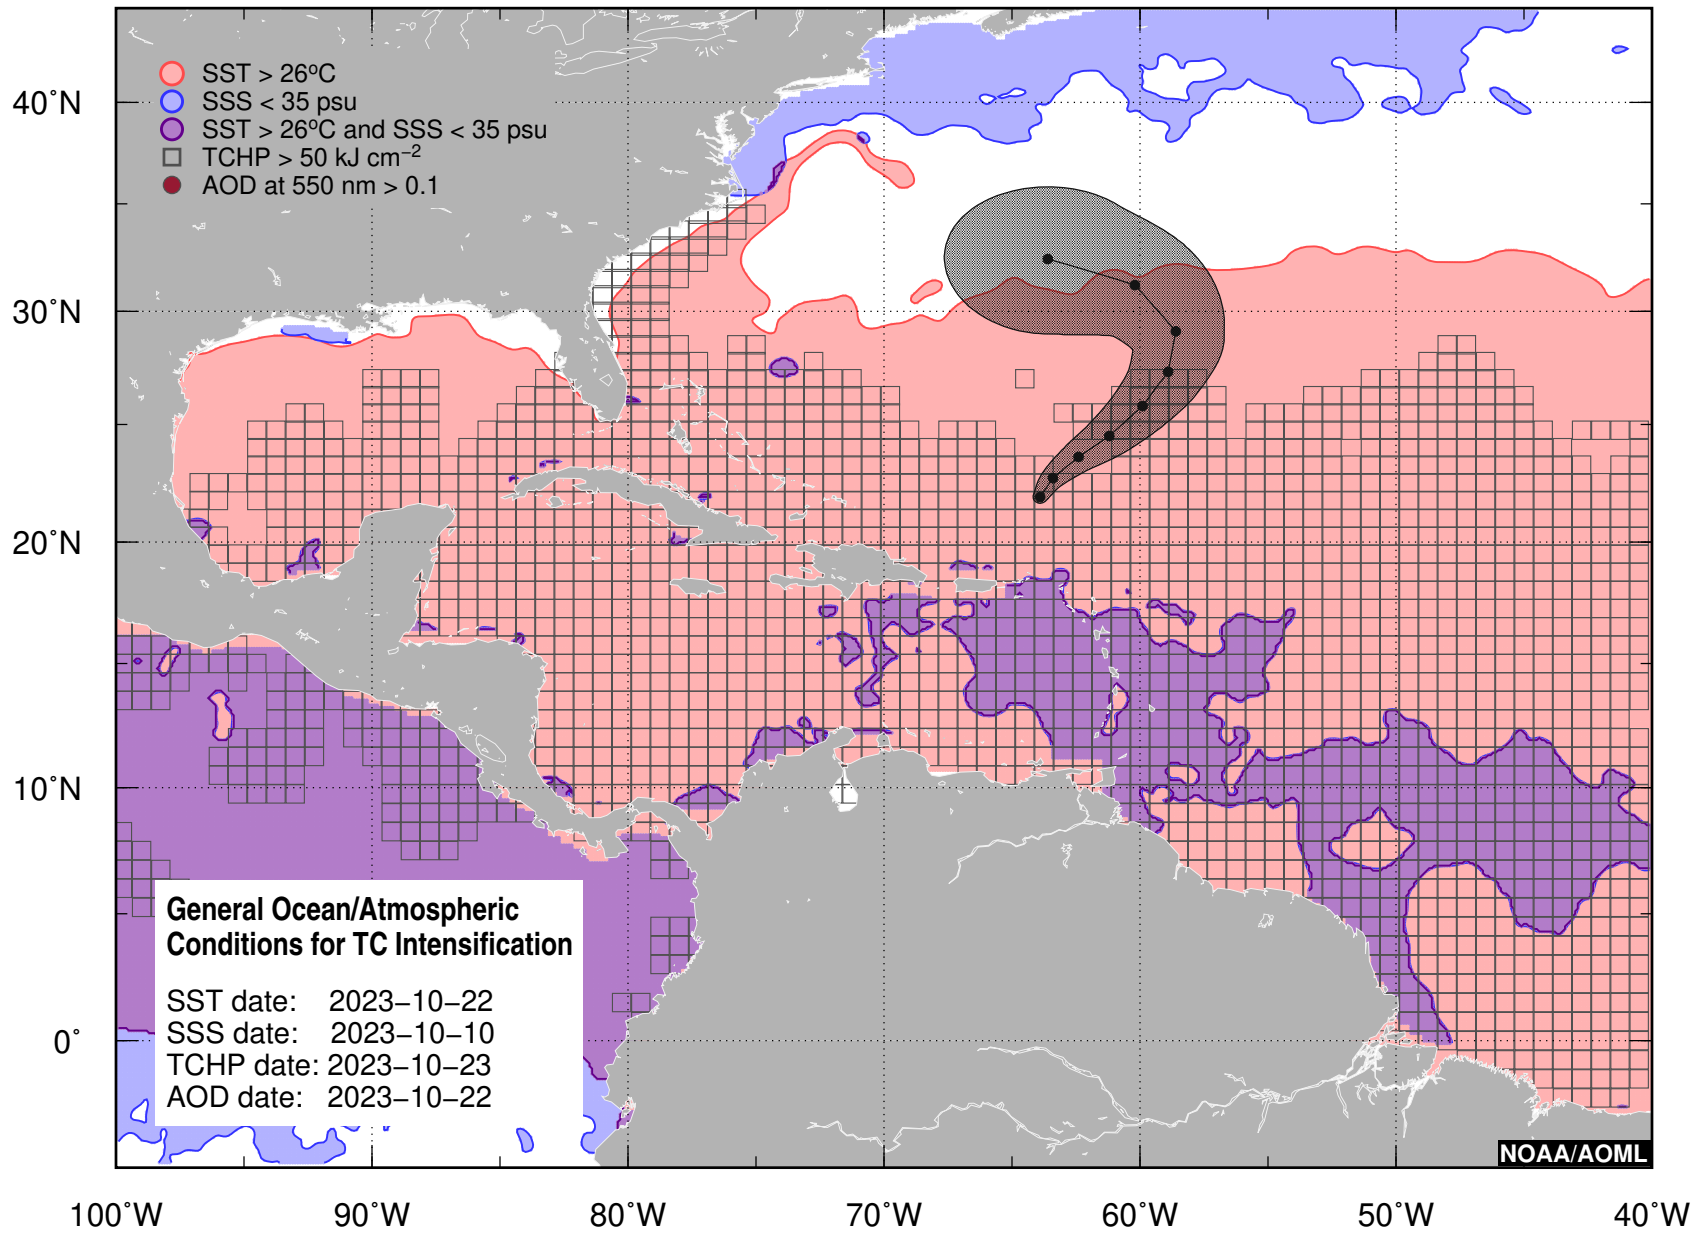 SST > 26ºC
SSS < 35 psu
SST > 26ºC and SSS < 35 psu
TCHP > 50 kJ cm−2
AOD at 550 nm > 0.1
40˚N
30˚N
20˚N
10˚N
0˚
General Ocean/Atmospheric
Conditions for TC Intensification
SST date: 2023−10−22
SSS date: 2023−10−10
TCHP date: 2023−10−23
AOD date: 2023−10−22
NOAA/AOML
100˚W 90˚W 80˚W 70˚W 60˚W 50˚W 40˚W